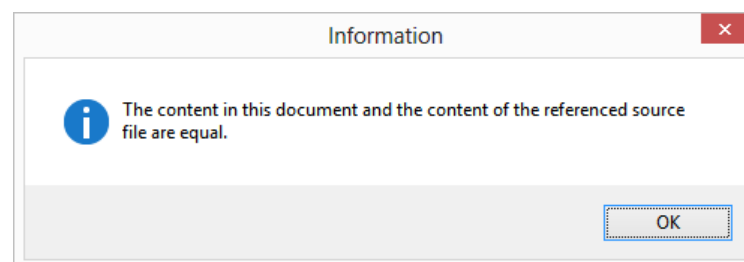 Information
The content in this document and the content of the referenced source
file are equal.
OK